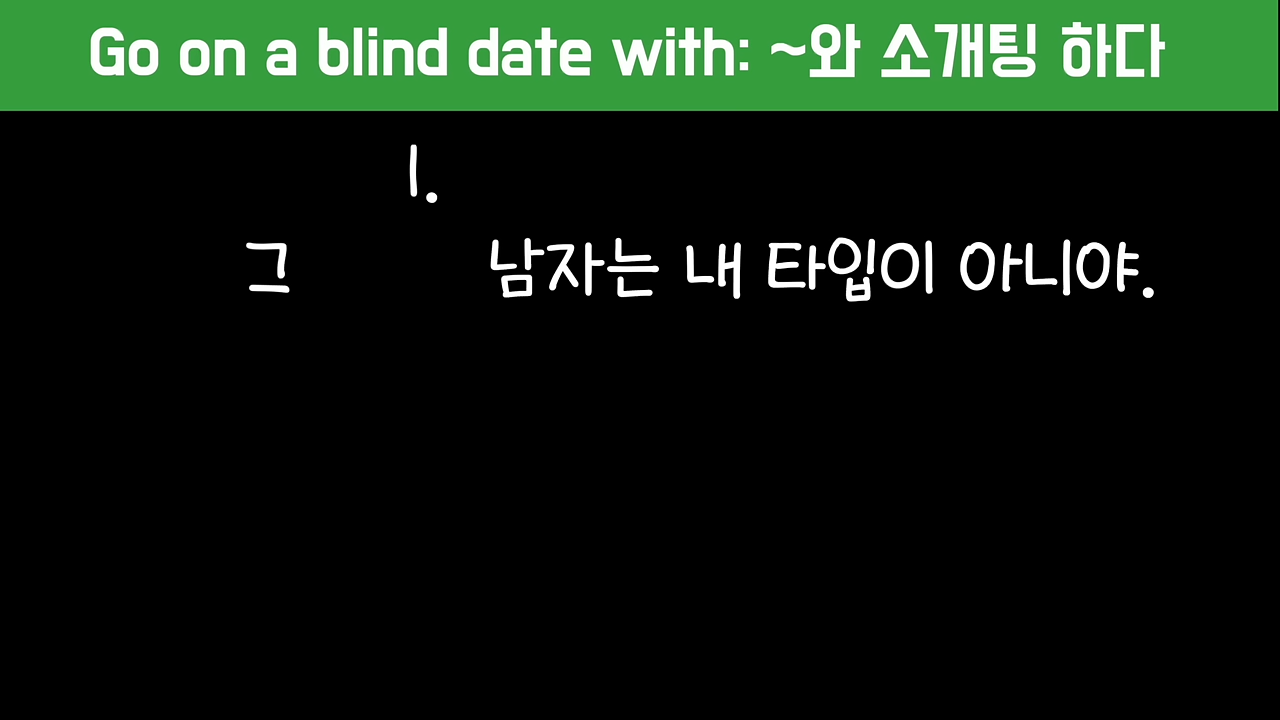 Go on a blind date with: ~와 소개팅 하다
1.
그 남자는 내 타입이 아니야.